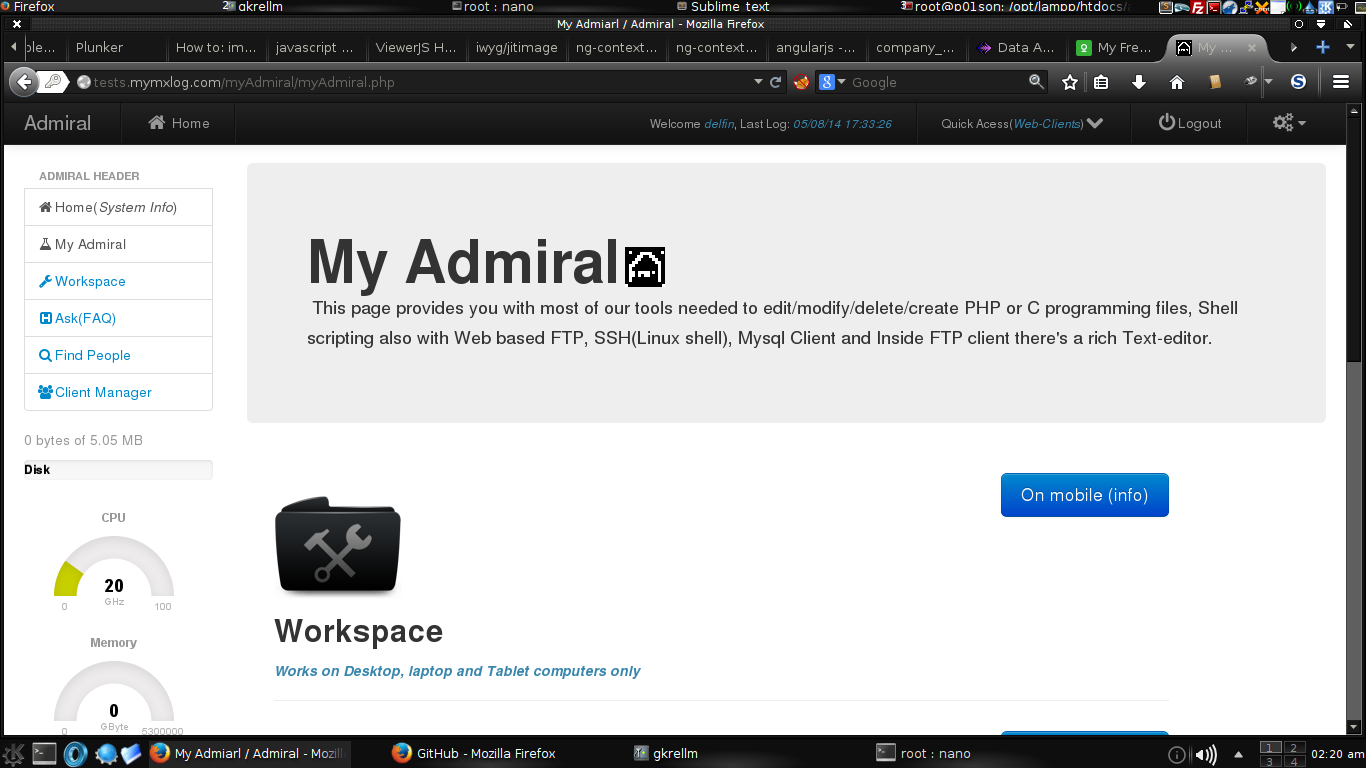 Firefox
gkrellm
root : nano
Sublime_text
root@p01son: /opt/lampp/htdocs/
My Admiarl / Admiral - Mozilla Firefox
ple…
Plunker
How to: im…
javascript …
ViewerJS H…
iwyg/jitimage
ng-context…
ng-context…
angularjs -…
company_…
Data A…
My Fre…
My …
tests.mymxlog.com/myAdmiral/myAdmiral.php
Google
Admiral
Home
Welcome delfin, Last Log: 05/08/14 17:33:26
Quick Acess(Web-Clients)
Logout
ADMIRAL HEADER
Home(System Info)
My Admiral
Workspace
Ask(FAQ)
Find People
Client Manager
0 bytes of 5.05 MB
Disk
CPU
20
GHz
0
100
Memory
0
GByte
0
5300000
My Admiral
This page provides you with most of our tools needed to edit/modify/delete/create PHP or C programming files, Shell
scripting also with Web based FTP, SSH(Linux shell), Mysql Client and Inside FTP client there's a rich Text-editor.
On mobile (info)
Workspace
Works on Desktop, laptop and Tablet computers only
My Admiarl / Admiral - Mozil
GitHub - Mozilla Firefox
gkrellm
root : nano
1
2
3
4
02:20 am